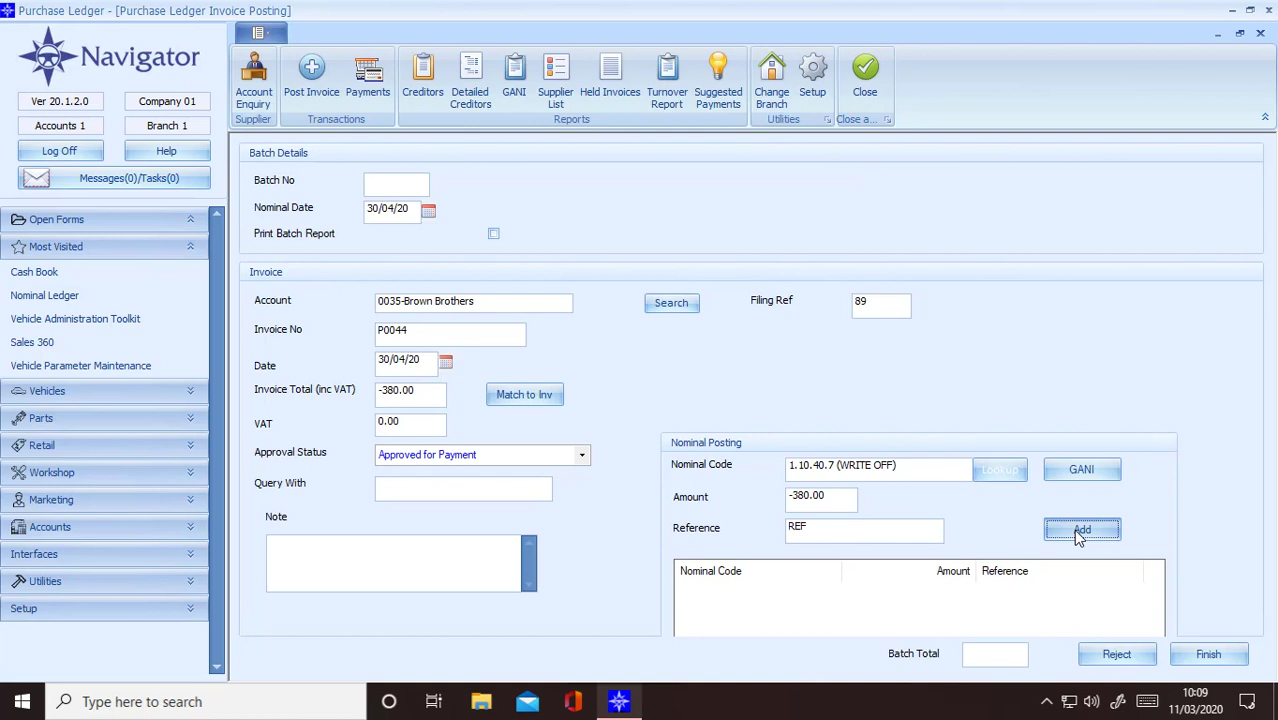 Purchase Ledger - [Purchase Ledger Invoice Posting]
Navigator
Ver 20.1.2.0
Company 01
Accounts 1
Branch 1
Log Off
Help
Messages(0)/Tasks(0)
Open Forms
Most Visited
Cash Book
Nominal Ledger
Vehicle Administration Toolkit
Sales 360
Vehicle Parameter Maintenance
Vehicles
Parts
Retail
Workshop
Marketing
Accounts
Interfaces
Utilities
Setup
Account Enquiry
Supplier
Post Invoice
Payments
Transactions
Creditors
Detailed Creditors
GANI
Supplier List
Held Invoices
Turnover Report
Suggested Payments
Reports
Change Branch
Setup
Utilities
Close
Close a...
Batch Details
Batch No
Nominal Date
30/04/20
Print Batch Report
Invoice
Account
0035-Brown Brothers
Search
Filing Ref
89
Invoice No
P0044
Date
30/04/20
Invoice Total (inc VAT)
-380.00
Match to Inv
VAT
0.00
Approval Status
Approved for Payment
Query With
Note
Nominal Posting
Nominal Code
1.10.40.7 (WRITE OFF)
Lookup
GANI
Amount
-380.00
Reference
REF
Add
Nominal Code
Amount
Reference
Batch Total
Reject
Finish
Type here to search
10:09
11/03/2020